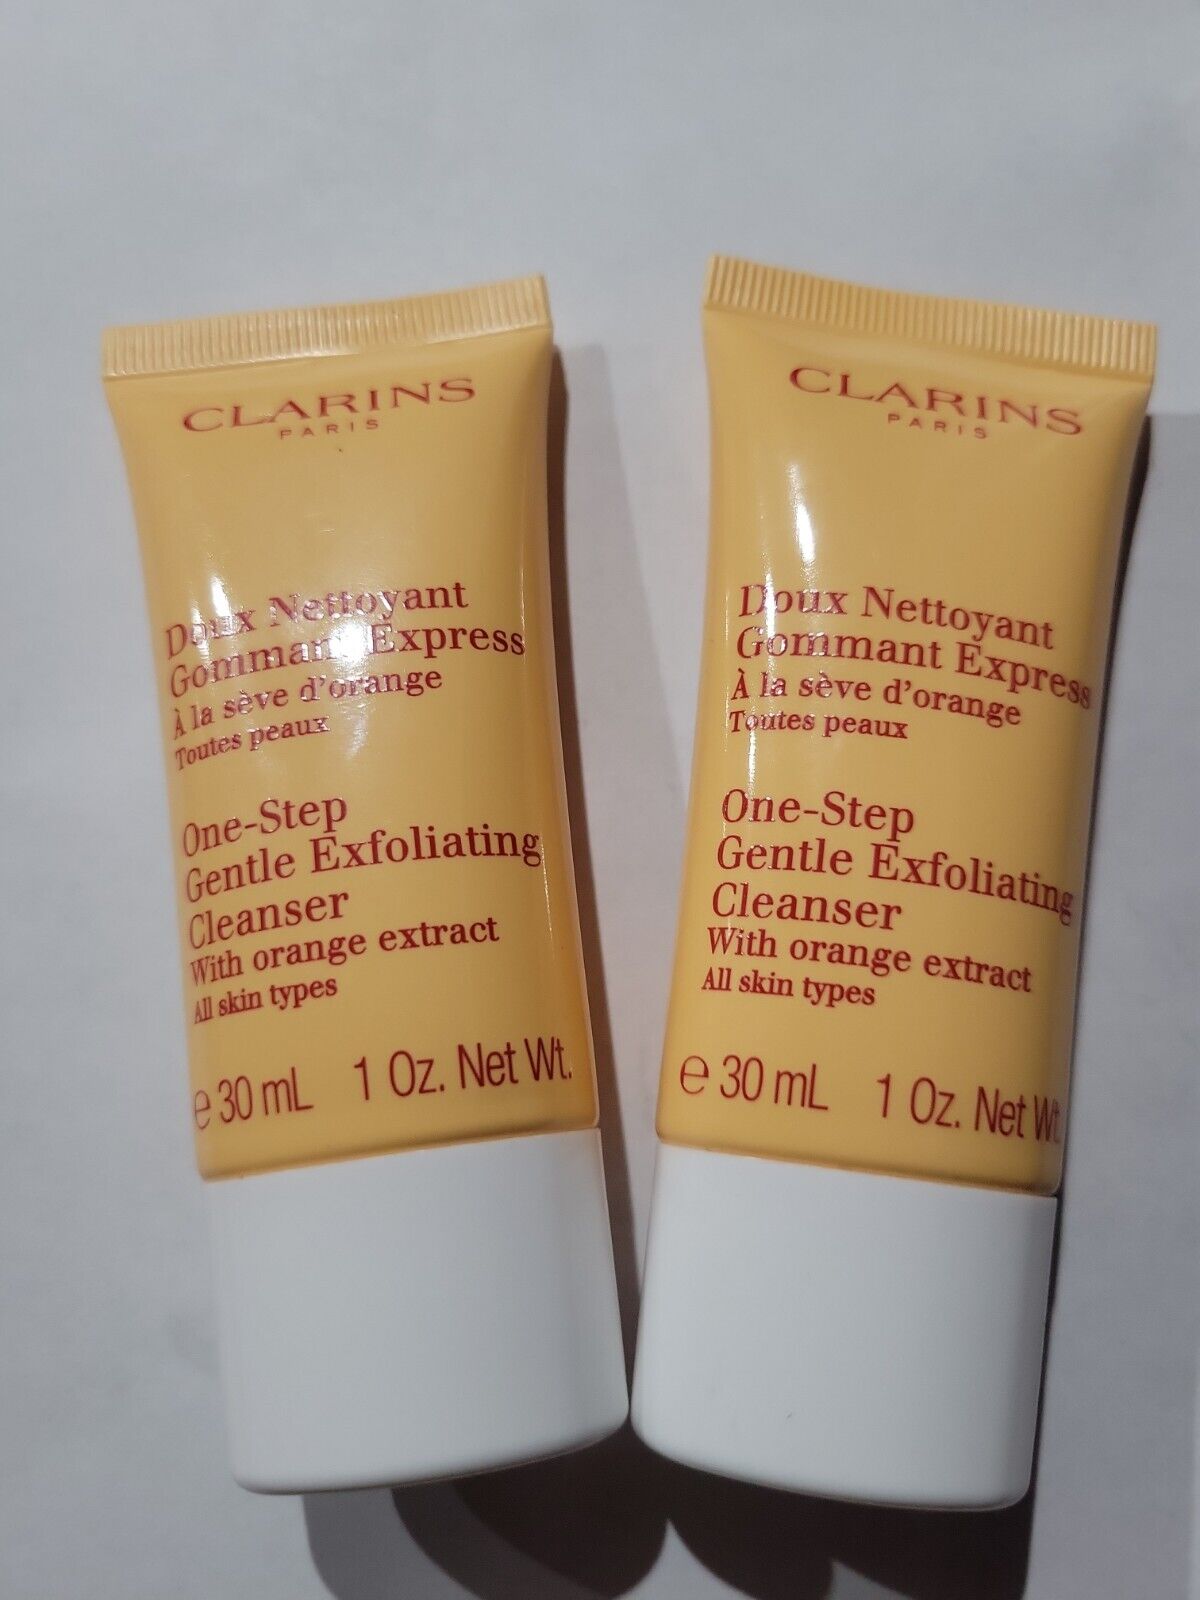 CLARINS
PARIS
Doux Nettoyant
Gommant Express
À la sève d'orange
Toutes peaux
One-Step
Gentle Exfoliating
Cleanser
With orange extract
All skin types
e 30 mL 1 Oz. Net Wt.
CLARINS
PARIS
Doux Nettoyant
Gommant Express
À la sève d'orange
Toutes peaux
One-Step
Gentle Exfoliating
Cleanser
With orange extract
All skin types
e 30 mL 1 Oz. Net Wt.